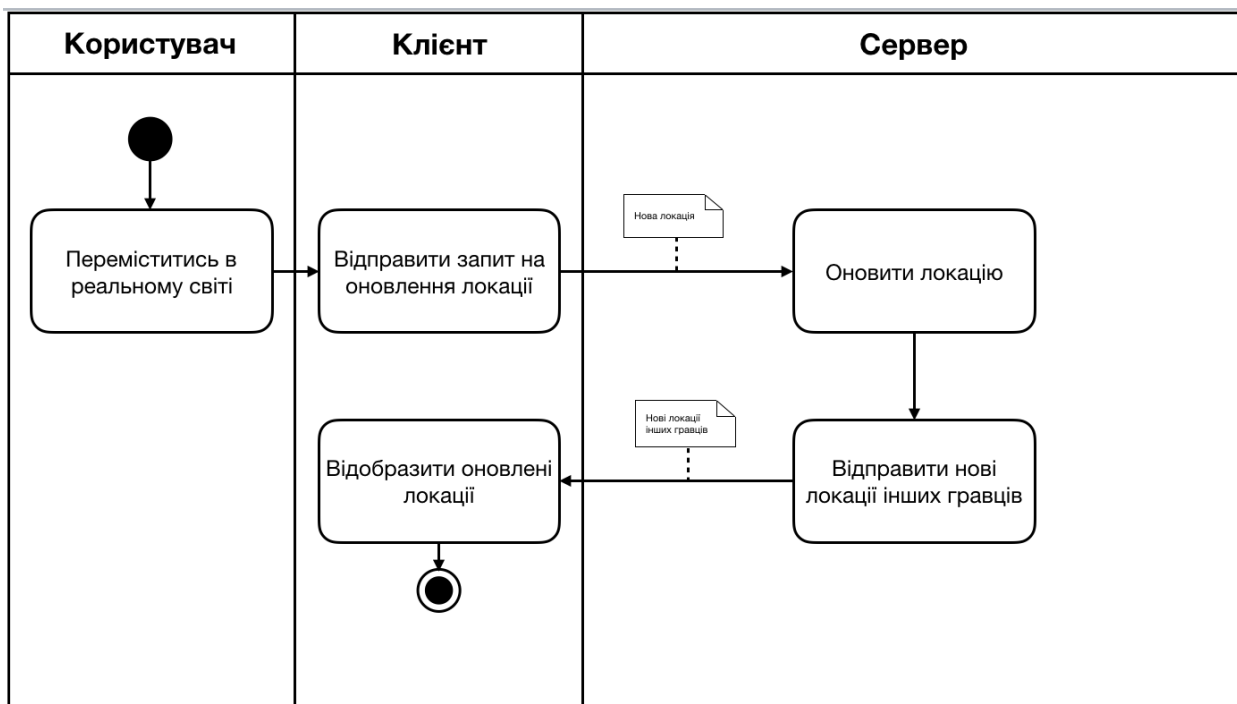 Користувач
Клієнт
Сервер
Нова локація
Переміститись в
реальному світі
Відправити запит на
оновлення локації
Оновити локацію
Нові локації
інших гравців
Відобразити оновлені
локації
Відправити нові
локації інших гравців